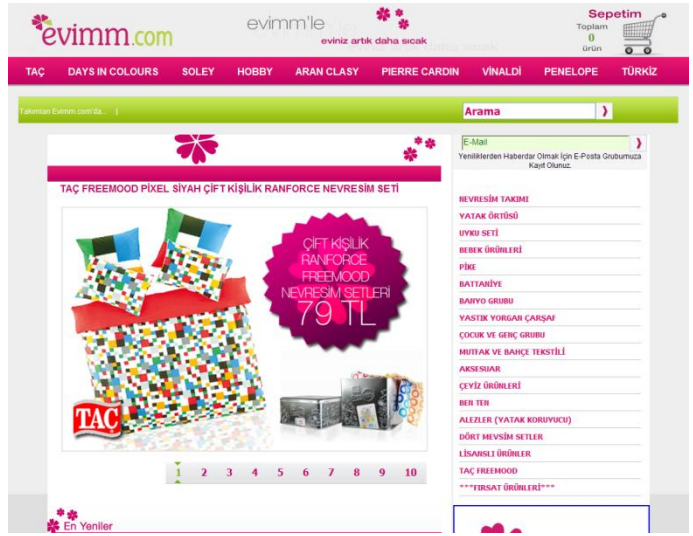 evimm.com
evimm'le
eviniz artık daha sıcak
Sepetim
Toplam
0
ürün
TAÇ DAYS IN COLOURS SOLEY HOBBY ARAN CLASY PIERRE CARDIN VİNALDİ PENELOPE TÜRKİZ
Takımları Evimm.com'da... |
Arama
E-Mail
Yeniliklerden Haberdar Olmak İçin E-Posta Grubumuza
Kayıt Olunuz.
TAÇ FREEMOOD PİXEL SİYAH ÇİFT KİŞİLİK RANFORCE NEVRESİM SETİ
ÇİFT KİŞİLİK
RANFORCE
FREEMOOD
NEVRESİM SETLERİ
79 TL
TAÇ
1 2 3 4 5 6 7 8 9 10
En Yeniler
NEVRESİM TAKIMI
YATAK ÖRTÜSÜ
UYKU SETİ
BEBEK ÜRÜNLERİ
PİKE
BATTANİYE
BANYO GRUBU
YASTIK YORGAN ÇARŞAF
ÇOCUK VE GENÇ GRUBU
MUTFAK VE BAHÇE TEKSTİLİ
AKSESUAR
ÇEYİZ ÜRÜNLERİ
BEN TEN
ALEZLER (YATAK KORUYUCU)
DÖRT MEVSİM SETLER
LİSANSLI ÜRÜNLER
TAÇ FREEMOOD
***FIRSAT ÜRÜNLERİ***